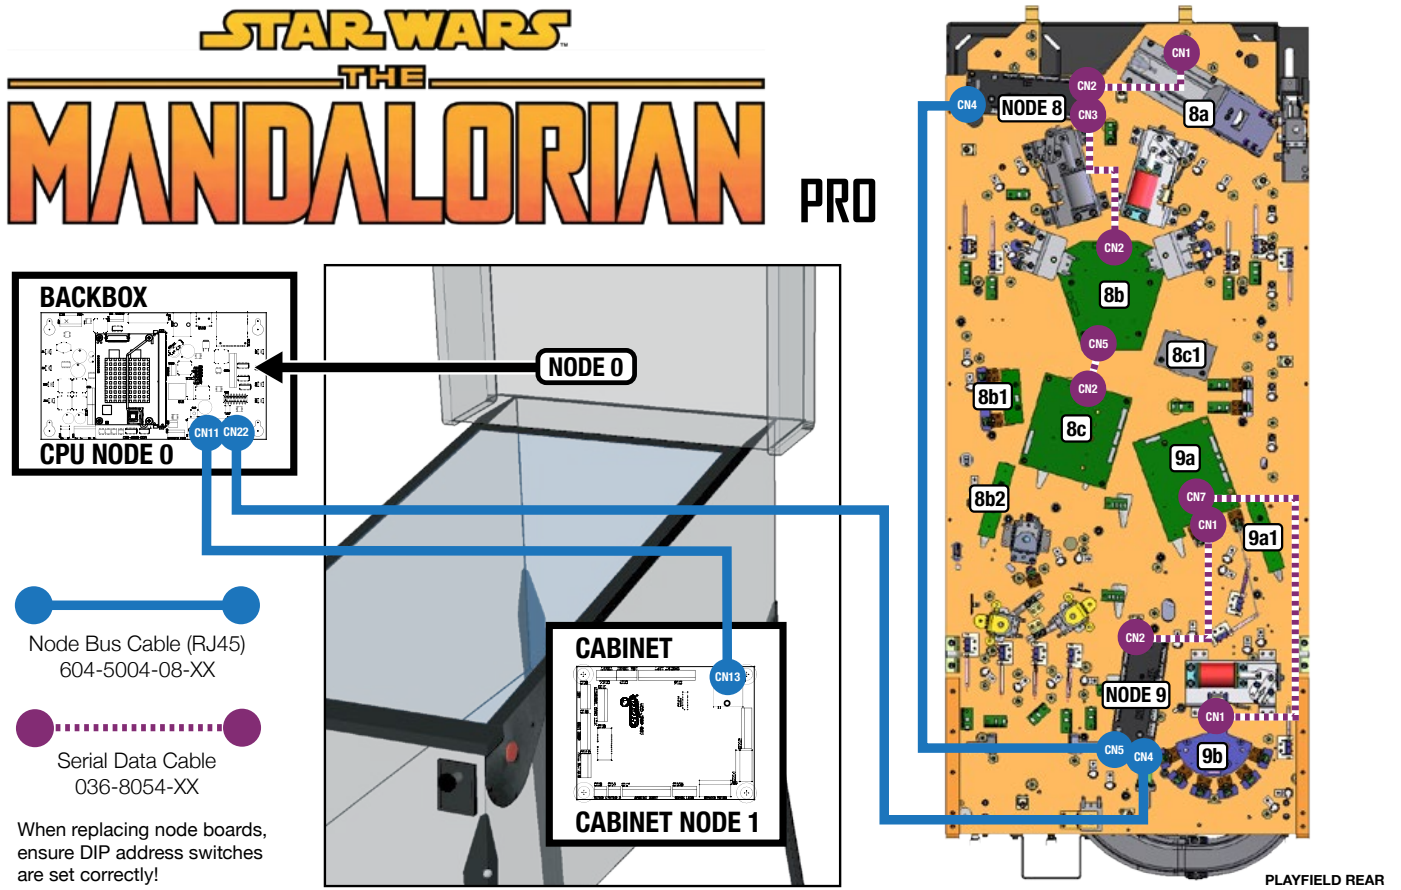 STAR WARS
THE
MANDALORIAN
PRO
BACKBOX
CN11 CN22
CPU NODE 0
NODE 0
CABINET
CN13
CABINET NODE 1
Node Bus Cable (RJ45)
604-5004-08-XX
Serial Data Cable
036-8054-XX
When replacing node boards,
ensure DIP address switches
are set correctly!
CN1
CN2
CN4
NODE 8
CN3
8a
CN2
8b
CN5
8c1
CN2
8b1
8c
9a
8b2
CN7
CN1
9a1
CN2
NODE 9
CN1
CN5
CN4
9b
PLAYFIELD REAR